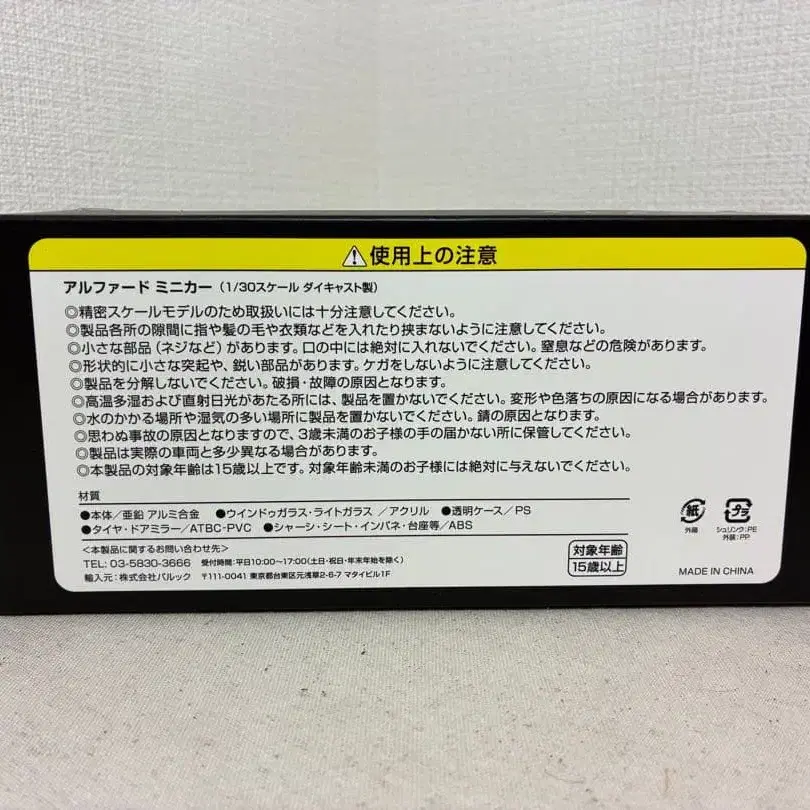 ⚠使用上の注意
アルファード ミニカー（1/30スケール ダイキャスト製）
◎精密スケールモデルのため取扱いには十分注意してください。
◎製品各所の隙間に指や髪の毛や衣類などを入れたり挟まないように注意してください。
◎小さな部品（ネジなど）があります。口の中には絶対に入れないでください。窒息などの危険があります。
◎形状的に小さな突起や、鋭い部品があります。ケガをしないように注意してください。
◎製品を分解しないでください。破損・故障の原因となります。
◎高温多湿および直射日光があたる所には、製品を置かないでください。変形や色落ちの原因になる場合があります。
◎水のかかる場所や湿気の多い場所に製品を置かないでください。錆の原因となります。
◎思わぬ事故の原因となりますので、3歳未満のお子様の手の届かない所に保管してください。
◎製品は実際の車両と多少異なる場合があります。
◎本製品の対象年齢は15歳以上です。対象年齢未満のお子様には絶対に与えないでください。
材質
●本体／亜鉛 アルミ合金 ●ウインドゥガラス・ライトガラス ／アクリル ●透明ケース／PS
●タイヤ・ドアミラー／ATBC-PVC ●シャーシ・シート・インパネ・台座等／ABS
紙
外箱
プラ
シュリンク:PE
外装:PP
＜本製品に関するお問い合わせ先＞
TEL: 03-5830-3666 受付時間:平日10:00〜17:00（土日・祝日・年末年始を除く）
輸入元：株式会社バルック 〒111-0041 東京都台東区元浅草2-6-7 マタイビル1F
対象年齢
15歳以上
MADE IN CHINA